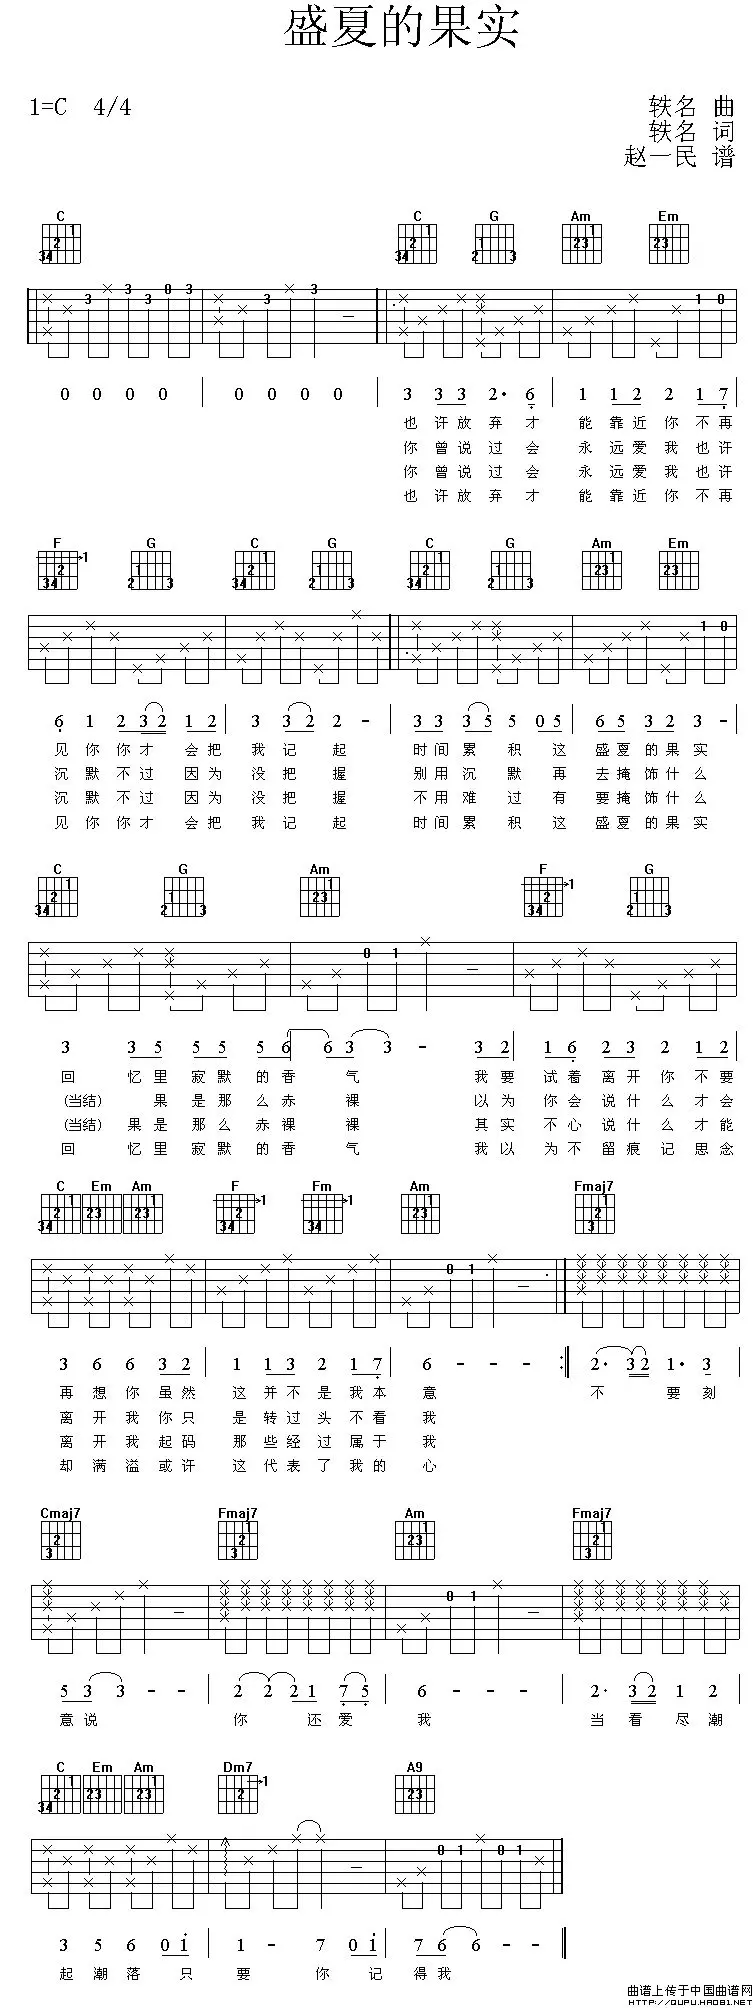 盛夏的果实
1=C 4/4
轶名 曲
轶名 词
赵一民 谱
C C G Am Em
0 0 0 0 | 0 0 0 0 | 3 3 3 2· 6 | 1 1 2 2 1 7
也许放弃才 能靠近你不再
你曾说过会 永远爱我也许
你曾说过会 永远爱我也许
也许放弃才 能靠近你不再
F G C G C G Am Em
6 1 2 3 2 1 2 | 3 3 2 2 - | 3 3 3 5 5 0 5 | 6 5 3 2 3 -
见你你才会把 我记起 时间累积这 盛夏的果实
沉默不过因为 没把握 别用沉默再 去掩饰什么
沉默不过因为 没把握 不用难过有 要掩饰什么
见你你才会把 我记起 时间累积这 盛夏的果实
C G Am F G
3 3 5 5 5 5 6 | 6 3 3 - 3 2 | 1 6 2 3 2 1 2
回忆里寂默的香气 我要 试着离开你不要
(当结)果是那么赤裸 以为 你会说什么才会
(当结)果是那么赤裸裸 其实 不心说什么才能
回忆里寂默的香气 我以 为不留痕记思念
C Em Am F Fm Am Fmaj7
3 6 6 3 2 | 1 1 3 2 1 7 | 6 - - - :| 2· 3 2 1· 3
再想你虽然 这并不是我本意 不要刻
离开我你只 是转过头不看我
离开我起码 那些经过属于我
却满溢或许 这代表了我的心
Cmaj7 Fmaj7 Am Fmaj7
5 3 3 - - | 2 2 2 1 7 5 | 6 - - - | 2· 3 2 1 2
意说 你还爱我 当看尽潮
C Em Am Dm7 A9
3 5 6 0 1 | 1 - 7 0 1 | 7 6 6 - -
起潮落只 要你记得我
曲谱上传于中国曲谱网
HTTP://QUPU.HAO81.NET